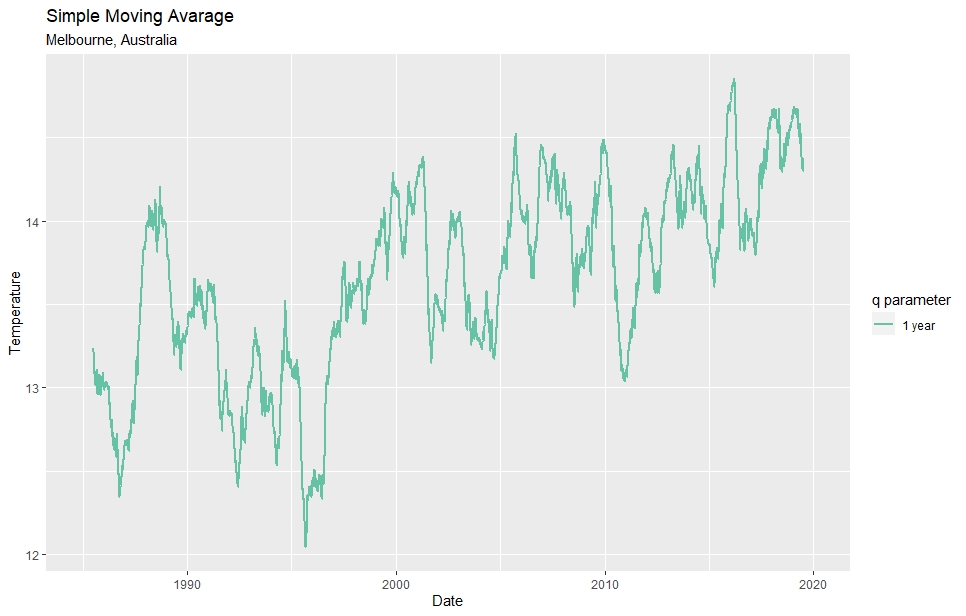 Simple Moving Avarage
Melbourne, Australia
Temperature
14
13
12
1990
2000
2010
2020
Date
q parameter
1 year